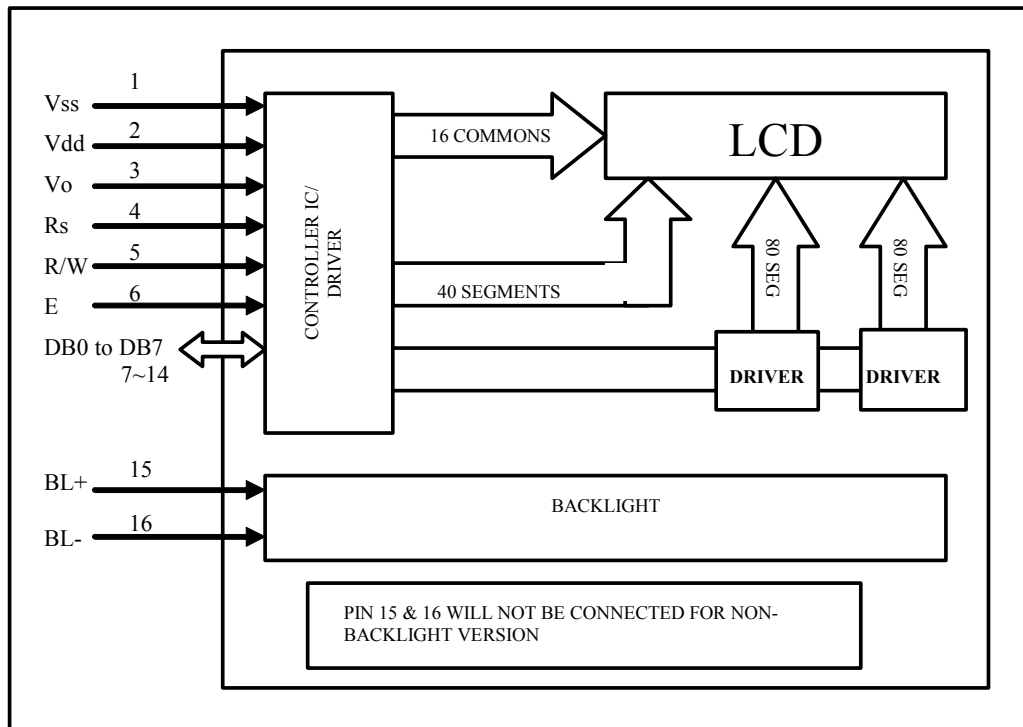 1
Vss
2
Vdd
3
Vo
4
Rs
5
R/W
6
E
DB0 to DB7
7~14
CONTROLLER IC/
DRIVER
16 COMMONS
LCD
40 SEGMENTS
80 SEG
80 SEG
DRIVER
DRIVER
15
BL+
16
BL-
BACKLIGHT
PIN 15 & 16 WILL NOT BE CONNECTED FOR NON-
BACKLIGHT VERSION